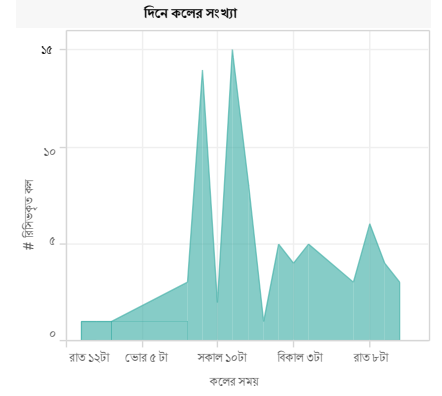 দিনে কলের সংখ্যা
১৫
১০
৫
০
# রিসিভকৃত কল
রাত ১২টা
ভোর ৫ টা
সকাল ১০টা
বিকাল ৩টা
রাত ৮টা
কলের সময়